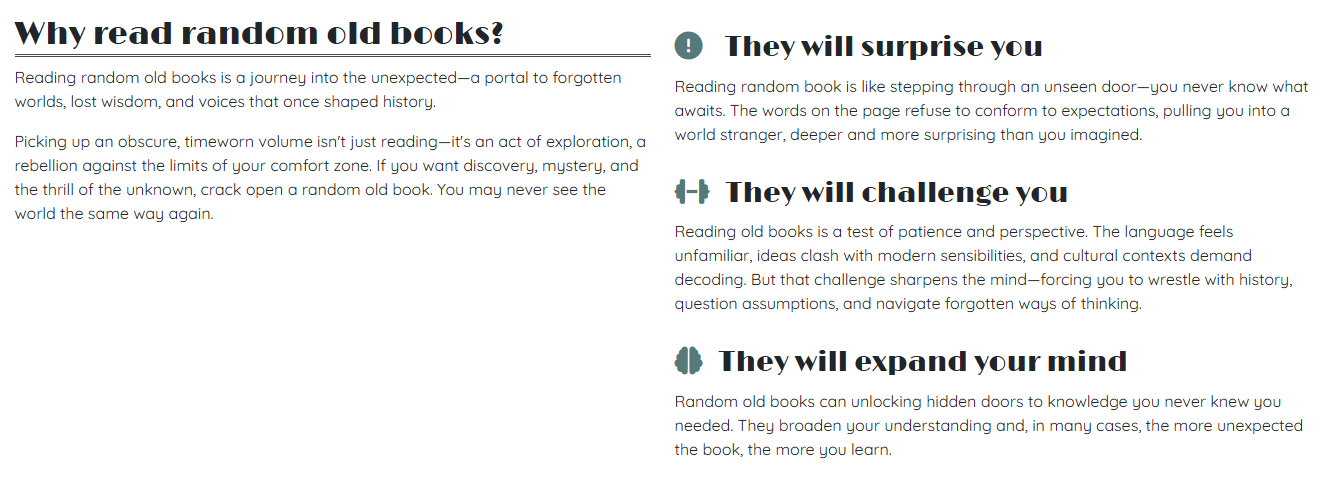 Why read random old books?
Reading random old books is a journey into the unexpected—a portal to forgotten
worlds, lost wisdom, and voices that once shaped history.
Picking up an obscure, timeworn volume isn't just reading—it's an act of exploration, a
rebellion against the limits of your comfort zone. If you want discovery, mystery, and
the thrill of the unknown, crack open a random old book. You may never see the
world the same way again.
They will surprise you
Reading random book is like stepping through an unseen door—you never know what
awaits. The words on the page refuse to conform to expectations, pulling you into a
world stranger, deeper and more surprising than you imagined.
They will challenge you
Reading old books is a test of patience and perspective. The language feels
unfamiliar, ideas clash with modern sensibilities, and cultural contexts demand
decoding. But that challenge sharpens the mind—forcing you to wrestle with history,
question assumptions, and navigate forgotten ways of thinking.
They will expand your mind
Random old books can unlocking hidden doors to knowledge you never knew you
needed. They broaden your understanding and, in many cases, the more unexpected
the book, the more you learn.